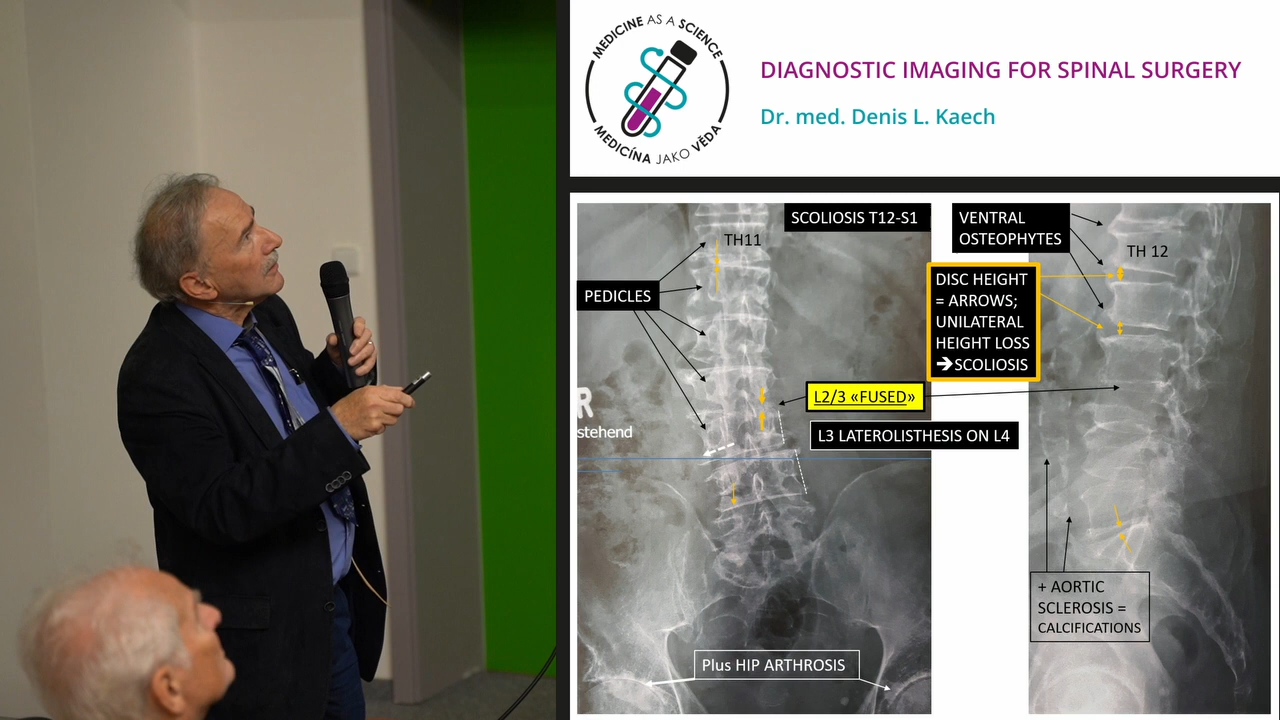 MEDICINE AS A SCIENCE
MEDICÍNA JAKO VĚDA
DIAGNOSTIC IMAGING FOR SPINAL SURGERY
Dr. med. Denis L. Kaech
SCOLIOSIS T12-S1
TH11
PEDICLES
R
stehend
VENTRAL
OSTEOPHYTES
TH 12
DISC HEIGHT
= ARROWS;
UNILATERAL
HEIGHT LOSS
➔SCOLIOSIS
L2/3 «FUSED»
L3 LATEROLISTHESIS ON L4
+ AORTIC
SCLEROSIS =
CALCIFICATIONS
Plus HIP ARTHROSIS